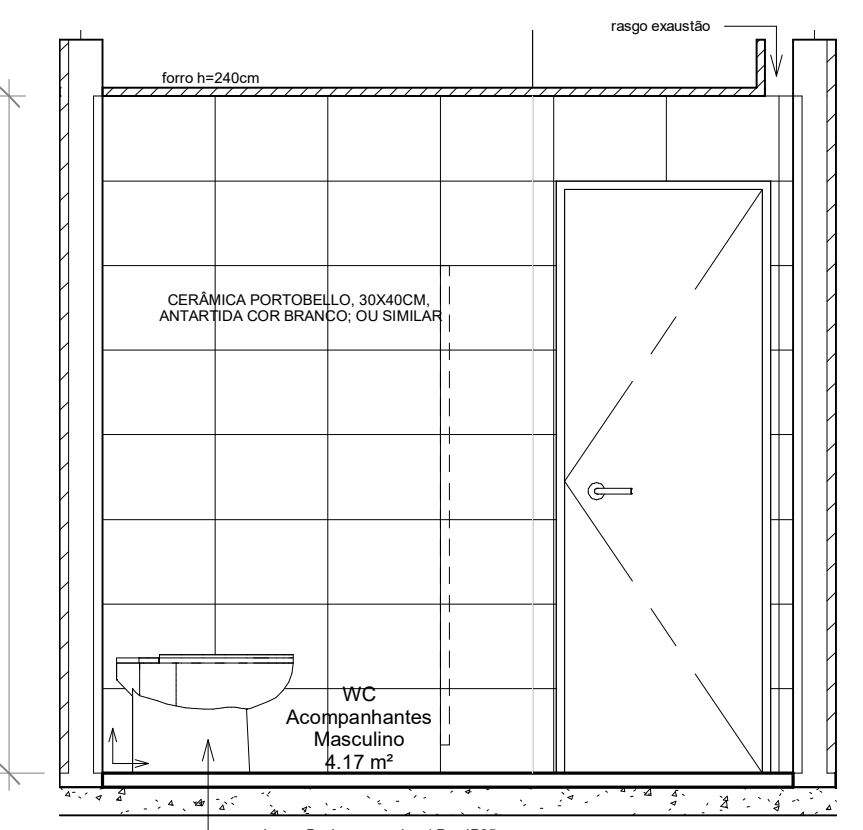 rasgo exaustão
forro h=240cm
CERÂMICA PORTOBELLO, 30X40CM,
ANTARTIDA COR BRANCO; OU SIMILAR
WC
Acompanhantes
Masculino
4.17 m²